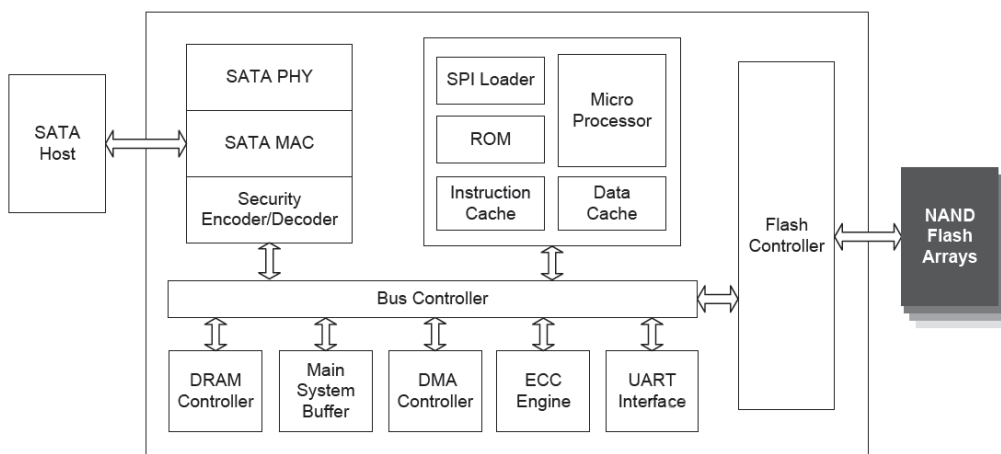 SATA
Host
SATA PHY
SATA MAC
Security
Encoder/Decoder
SPI Loader
ROM
Instruction
Cache
Micro
Processor
Data
Cache
Flash
Controller
NAND
Flash
Arrays
Bus Controller
DRAM
Controller
Main
System
Buffer
DMA
Controller
ECC
Engine
UART
Interface